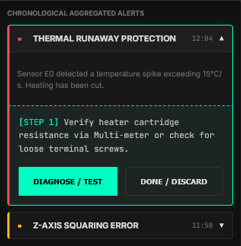 CHRONOLOGICAL AGGREGATED ALERTS
THERMAL RUNAWAY PROTECTION 12:04 ▲
Sensor E0 detected a temperature spike exceeding 15°C/
s. Heating has been cut.
[STEP 1] Verify heater cartridge
resistance via Multi-meter or check for
loose terminal screws.
DIAGNOSE / TEST DONE / DISCARD
Z-AXIS SQUARING ERROR 11:50 ▼